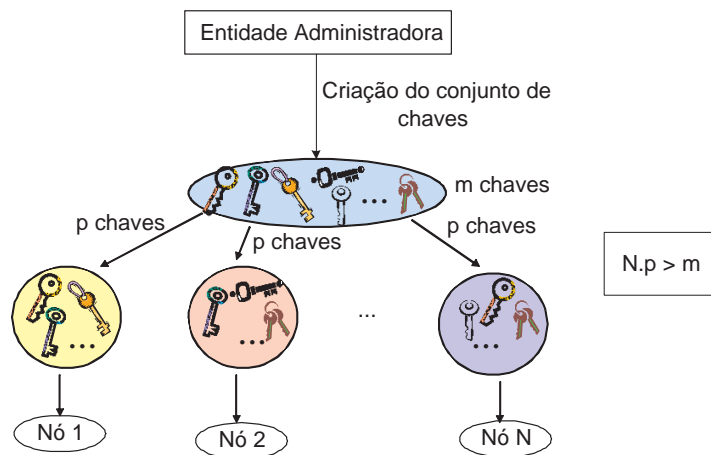 Entidade Administradora
Criação do conjunto de
chaves
m chaves
p chaves
p chaves
p chaves
N.p > m
...
Nó 1
Nó 2
Nó N